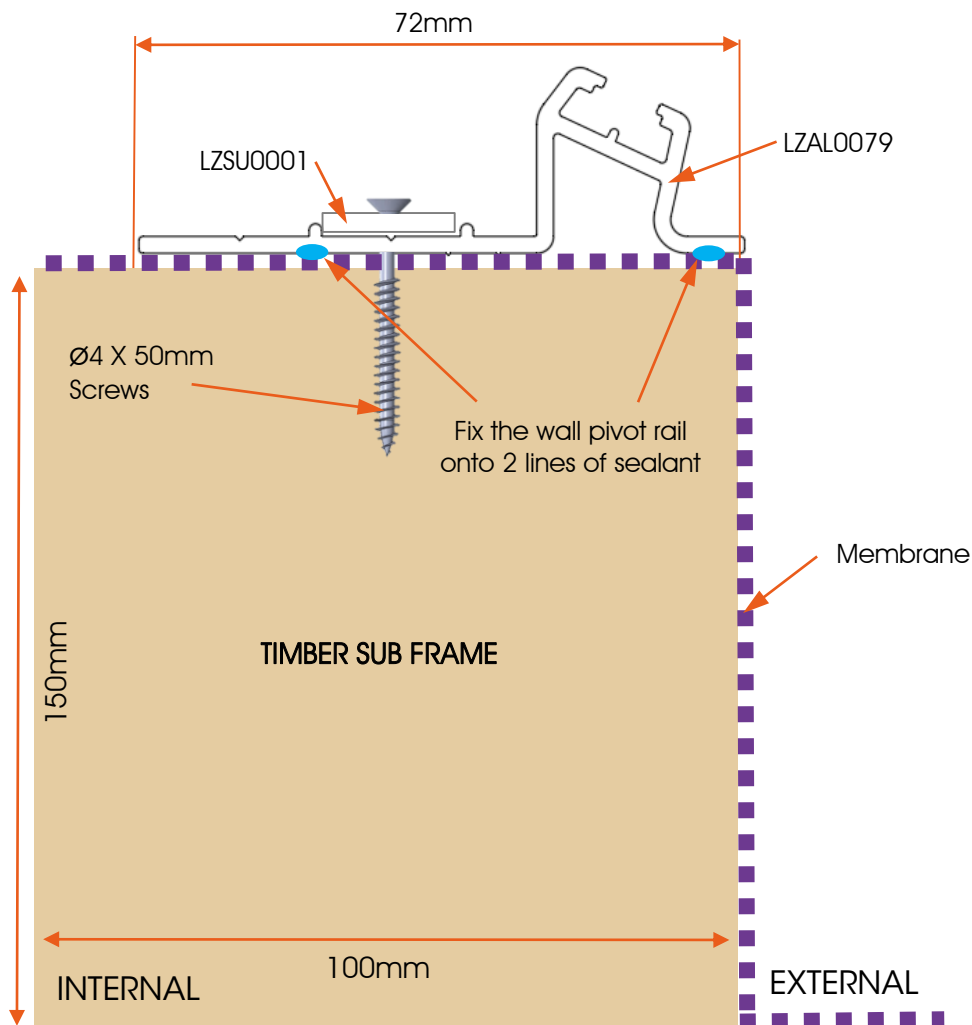 72mm
LZSU0001
LZAL0079
Ø4 X 50mm
Screws
Fix the wall pivot rail
onto 2 lines of sealant
Membrane
TIMBER SUB FRAME
150mm
100mm
INTERNAL
EXTERNAL